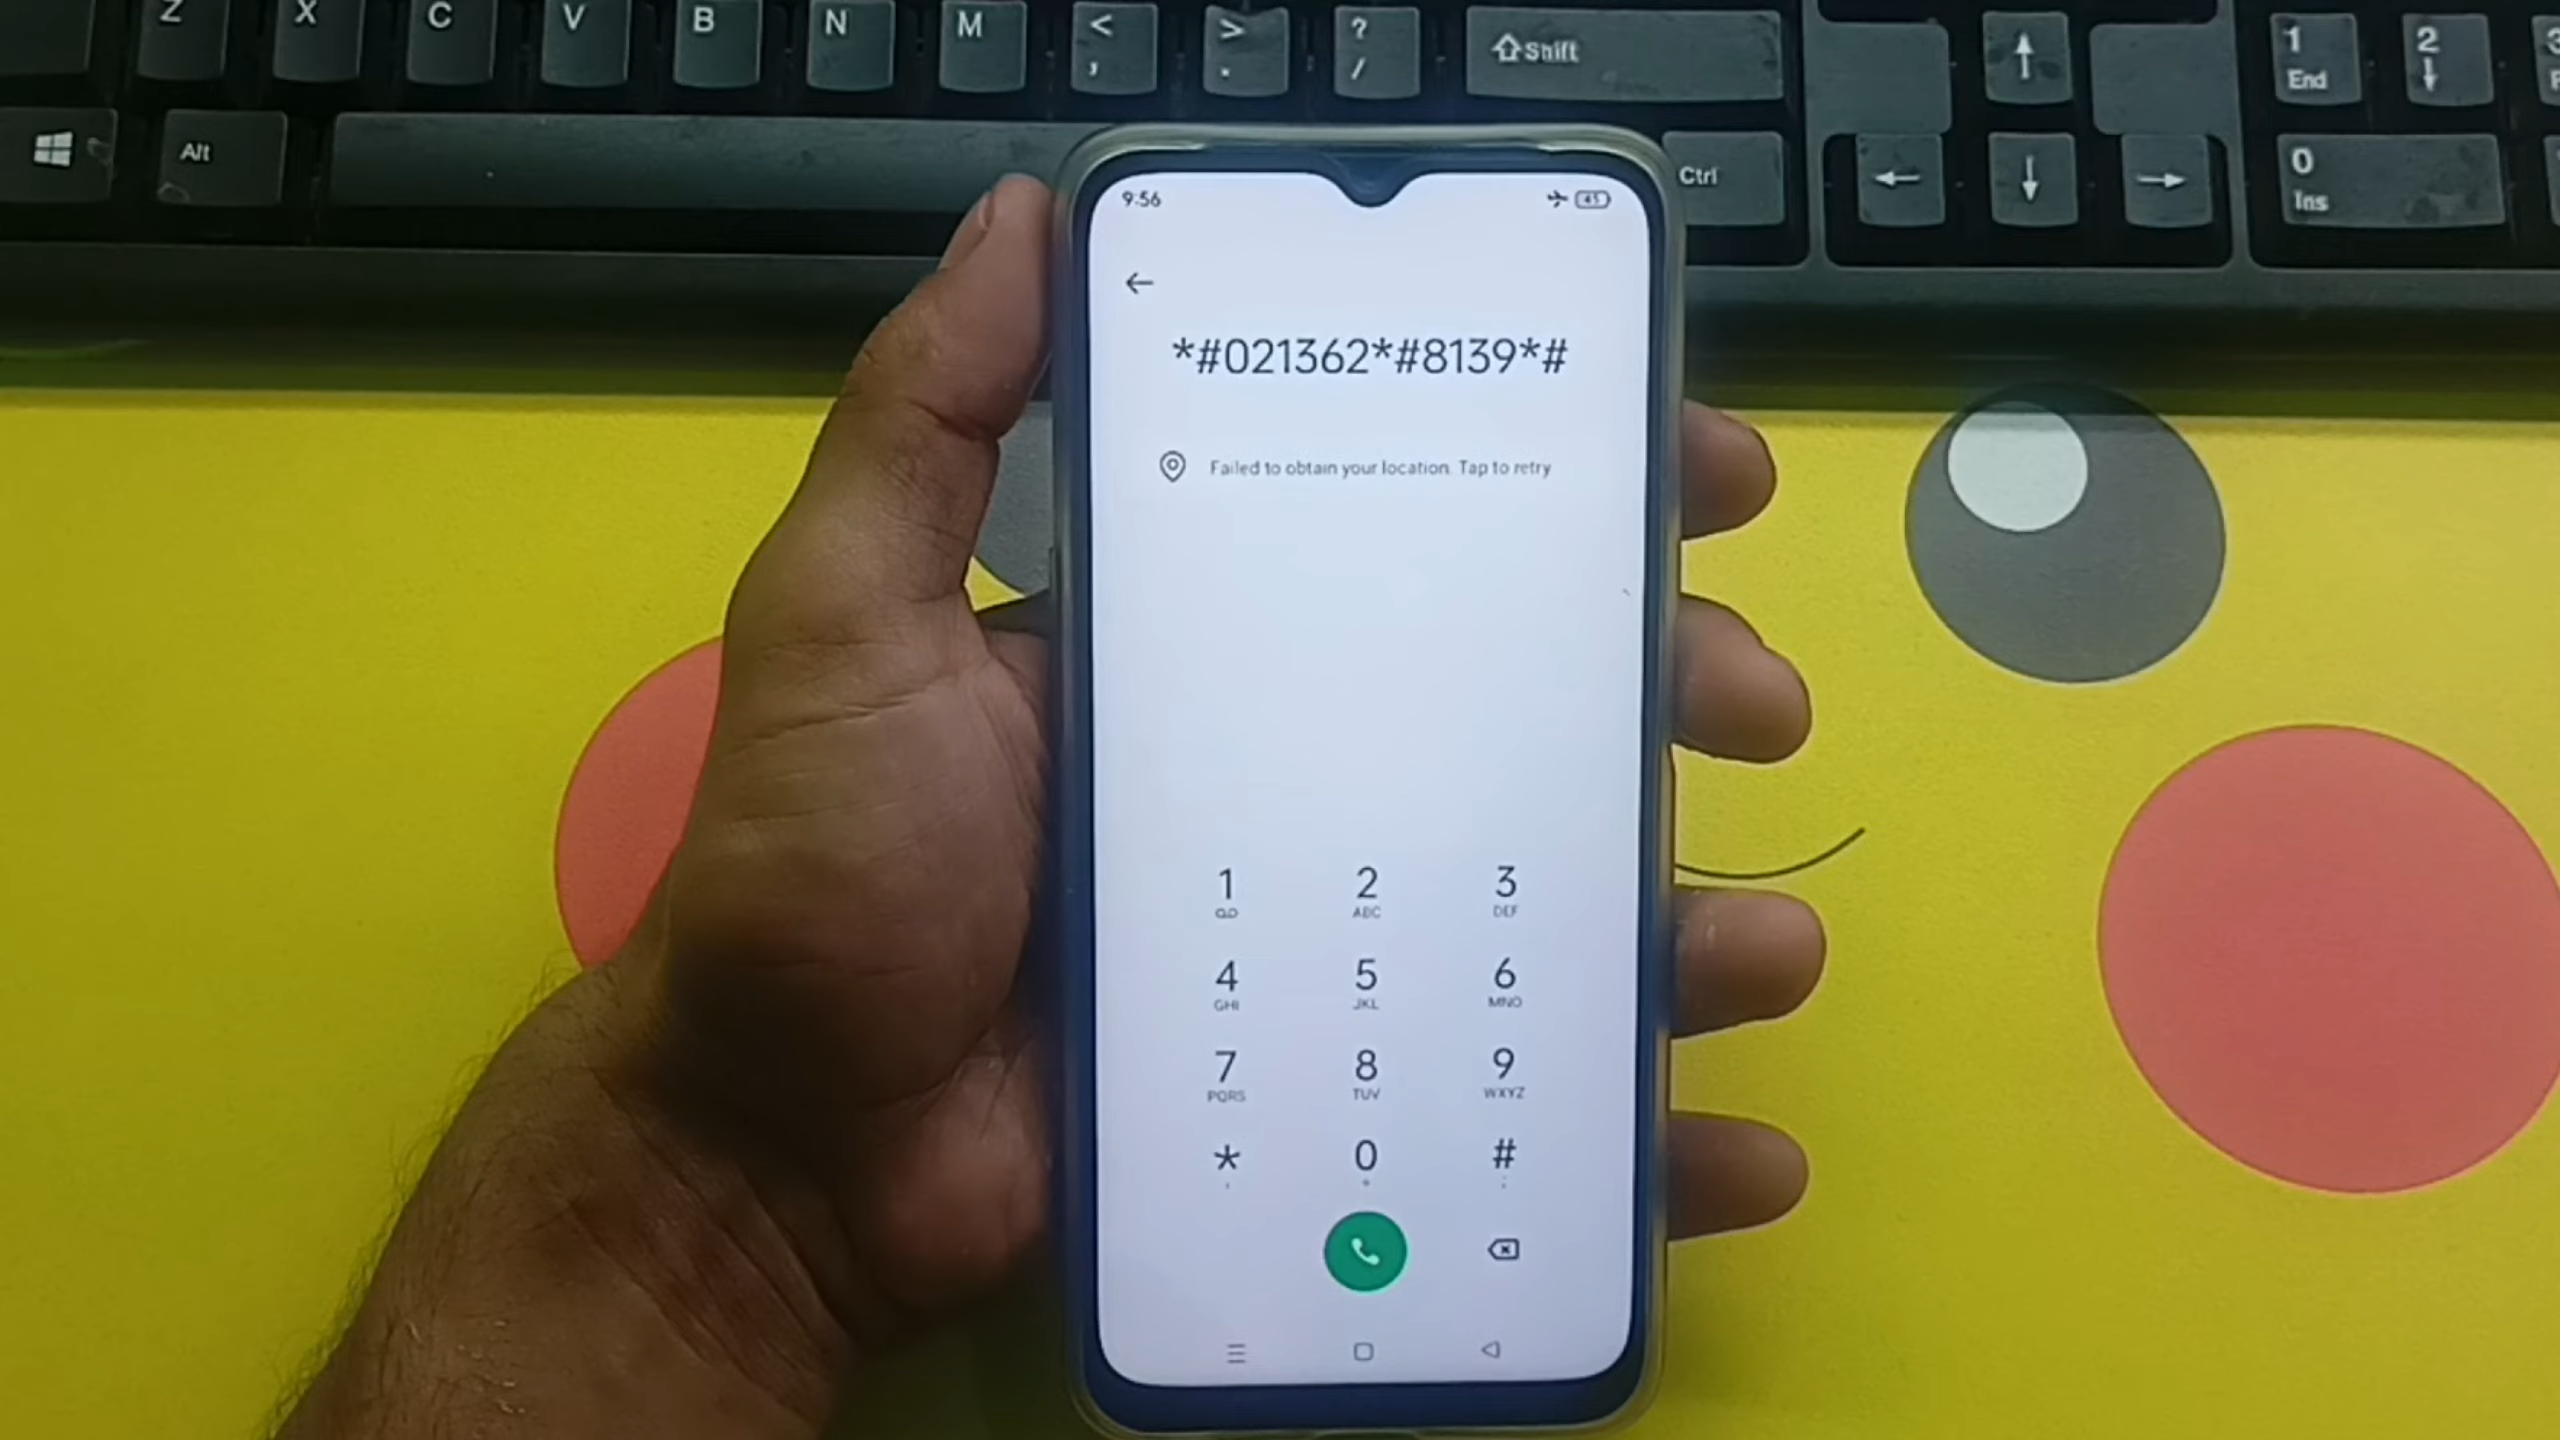 Z X C V B N M < , > . ? / Shift 1 End 2 3
Alt Ctrl 0 Ins
9:56 45
*#021362*#8139*#
Failed to obtain your location. Tap to retry
1 2 ABC 3 DEF
4 GHI 5 JKL 6 MNO
7 PQRS 8 TUV 9 WXYZ
* , 0 + # ;